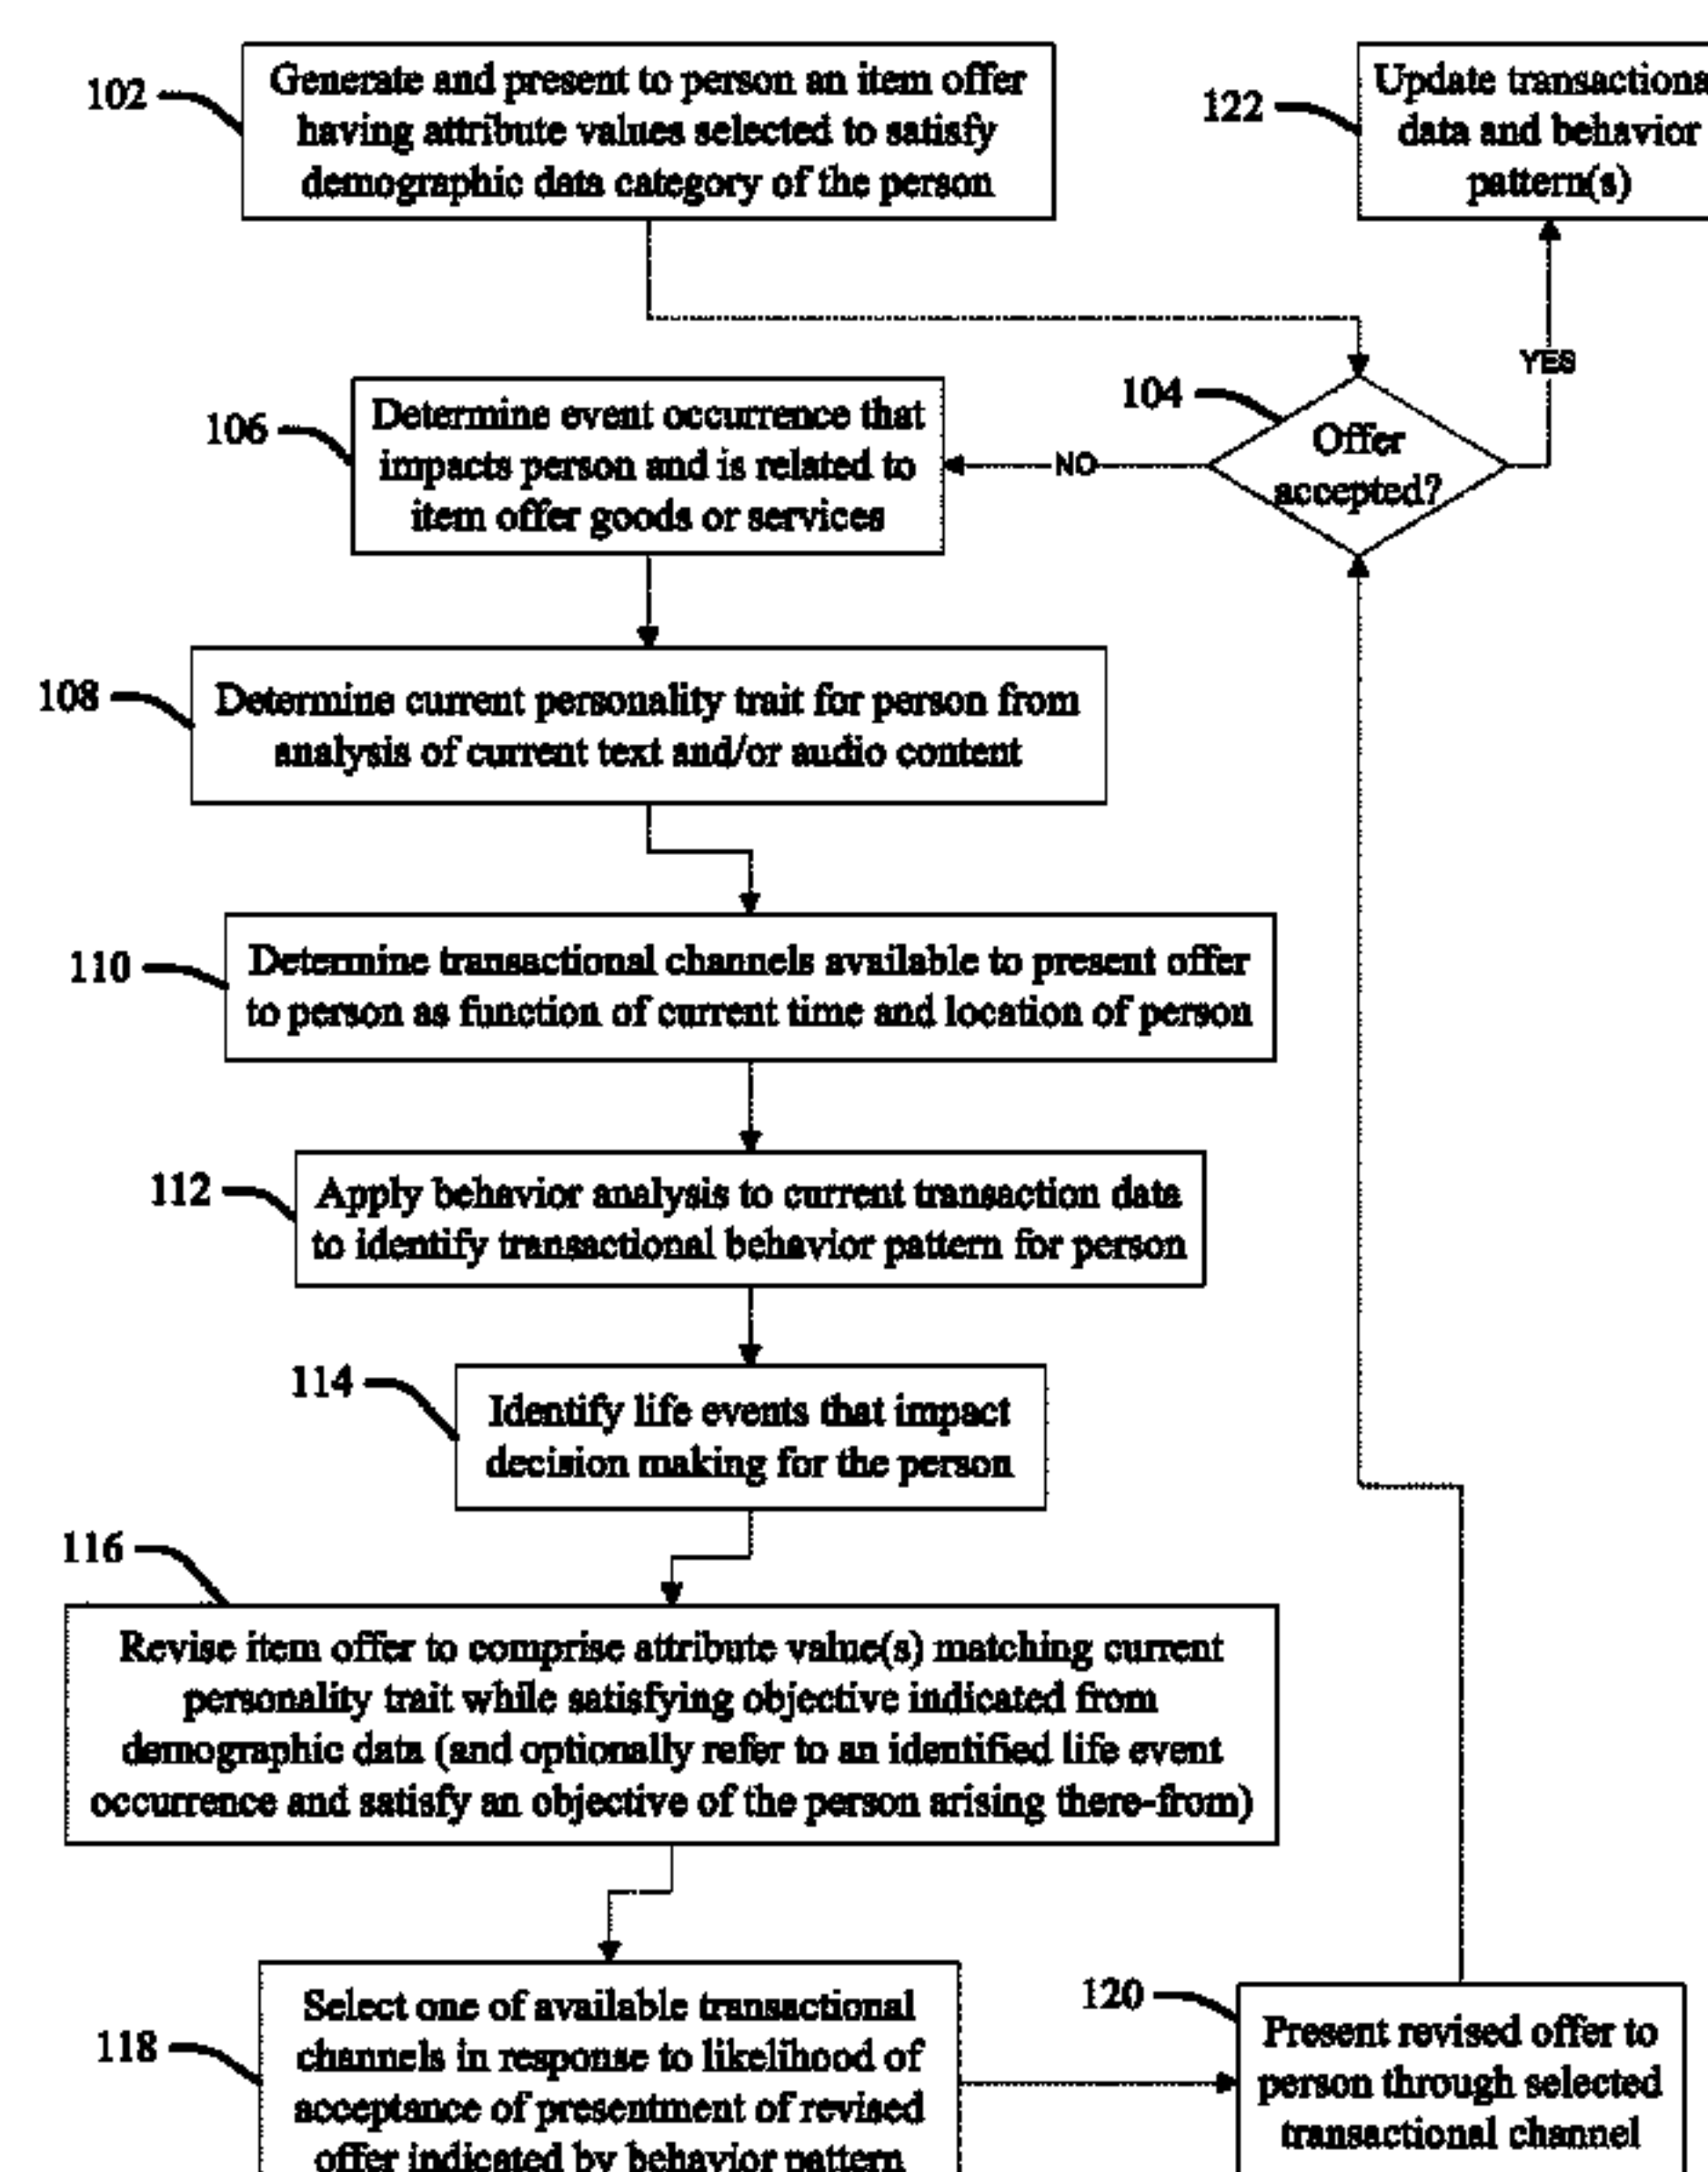 102
Generate and present to person an item offer
having attribute values selected to satisfy
demographic data category of the person
122
Update transactiona
data and behavior
pattern(s)
YES
104
Offer
accepted?
NO
106
Determine event occurrence that
impacts person and is related to
item offer goods or services
108
Determine current personality trait for person from
analysis of current text and/or audio content
110
Determine transactional channels available to present offer
to person as function of current time and location of person
112
Apply behavior analysis to current transaction data
to identify transactional behavior pattern for person
114
Identify life events that impact
decision making for the person
116
Revise item offer to comprise attribute value(s) matching current
personality trait while satisfying objective indicated from
demographic data (and optionally refer to an identified life event
occurrence and satisfy an objective of the person arising there-from)
118
Select one of available transactional
channels in response to likelihood of
acceptance of presentment of revised
offer indicated by behavior pattern
120
Present revised offer to
person through selected
transactional channel